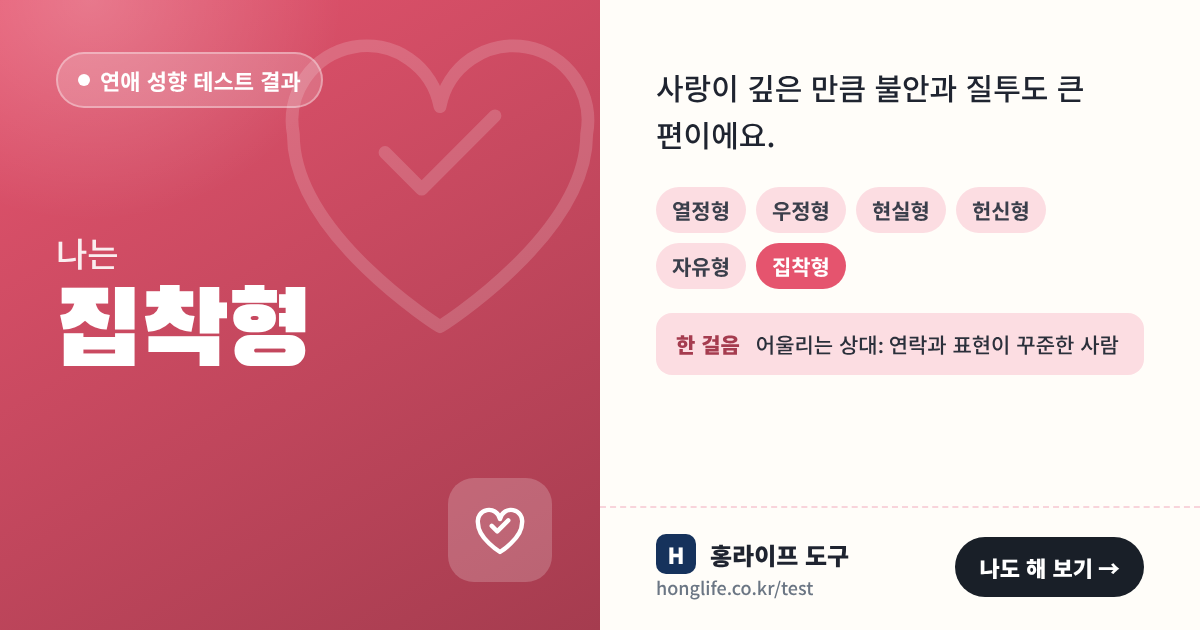 연애 성향 테스트 결과
나는
집착형
사랑이 깊은 만큼 불안과 질투도 큰
편이에요.
열정형 우정형 현실형 헌신형
자유형 집착형
한 걸음 어울리는 상대: 연락과 표현이 꾸준한 사람
H 홍라이프 도구
honglife.co.kr/test
나도 해 보기 →